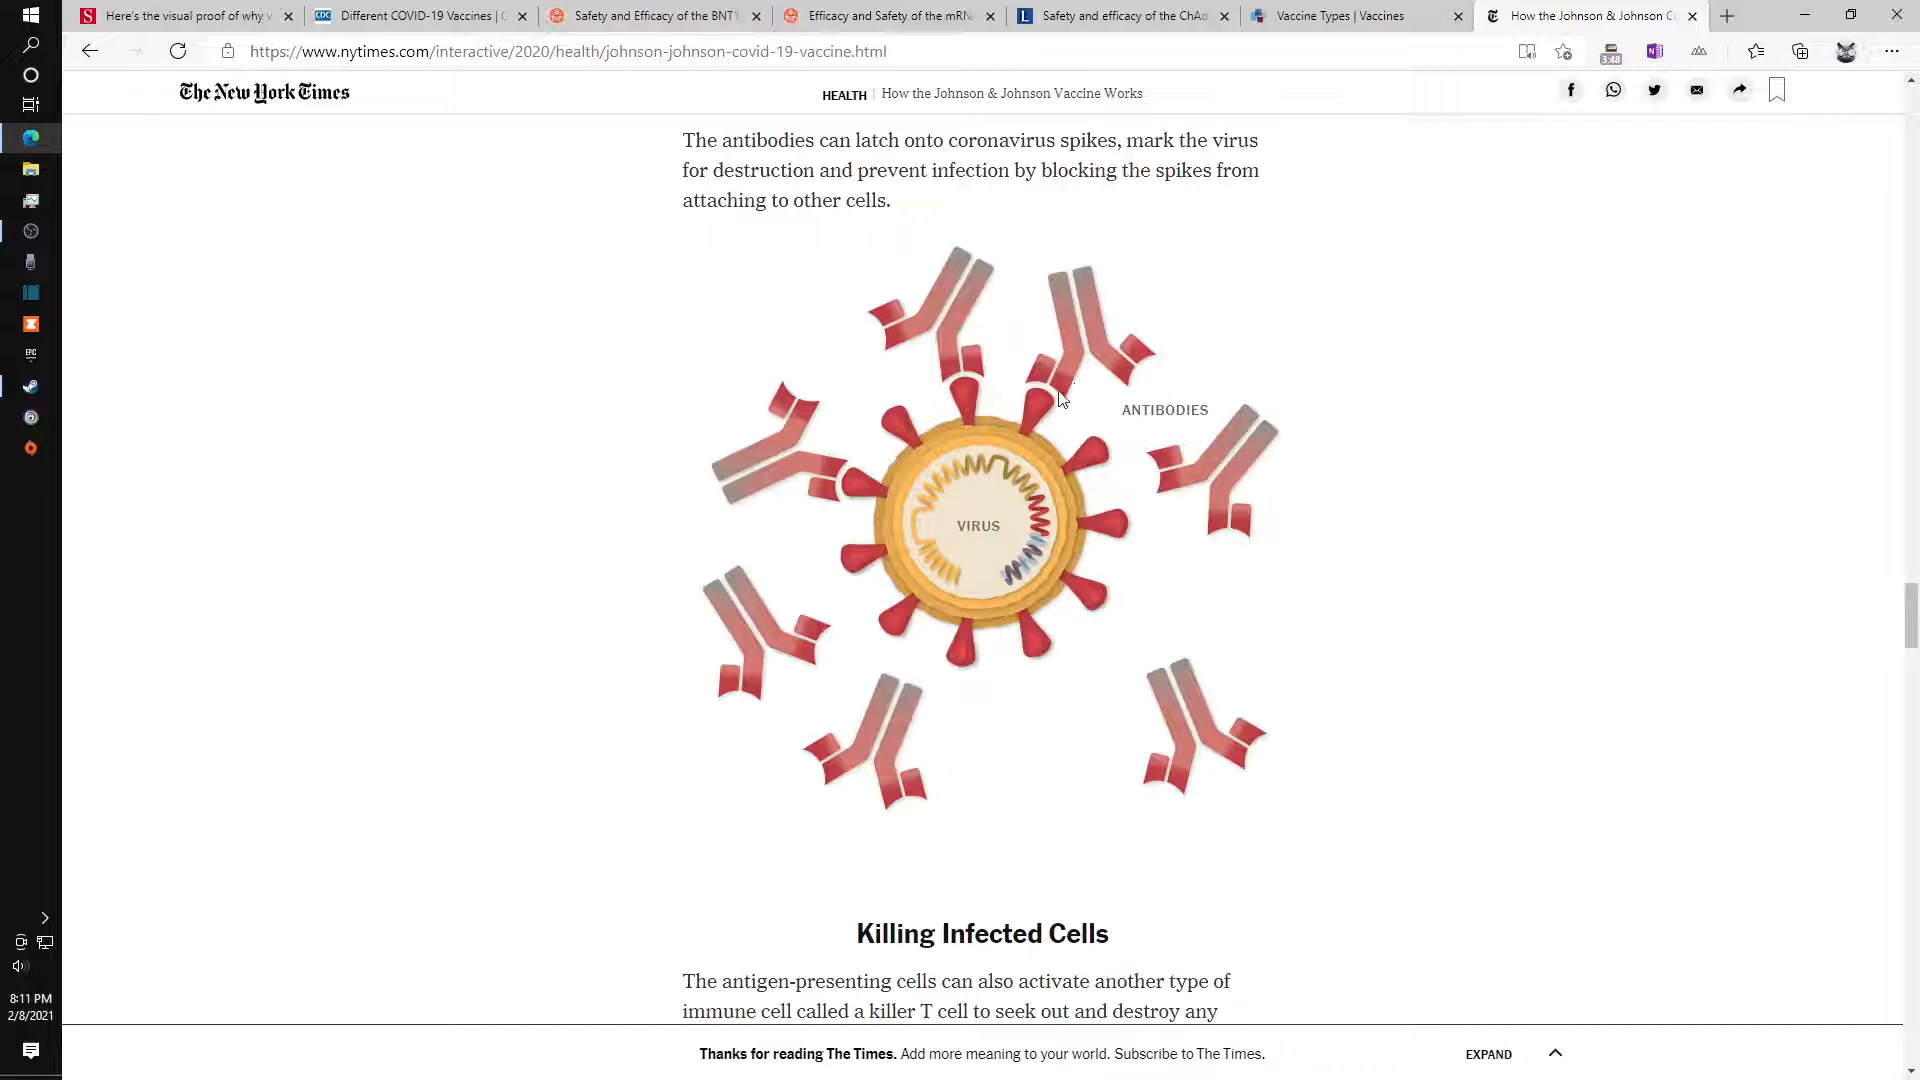 Here's the visual proof of why v
CDC Different COVID-19 Vaccines | C
Safety and Efficacy of the BNT1
Efficacy and Safety of the mRNA
L Safety and efficacy of the ChAd
Vaccine Types | Vaccines
How the Johnson & Johnson Co
https://www.nytimes.com/interactive/2020/health/johnson-johnson-covid-19-vaccine.html
3:48
The New York Times
HEALTH | How the Johnson & Johnson Vaccine Works
The antibodies can latch onto coronavirus spikes, mark the virus
for destruction and prevent infection by blocking the spikes from
attaching to other cells.
ANTIBODIES
VIRUS
Killing Infected Cells
The antigen-presenting cells can also activate another type of
immune cell called a killer T cell to seek out and destroy any
Thanks for reading The Times. Add more meaning to your world. Subscribe to The Times.
EXPAND
EPIC
8:11 PM
2/8/2021